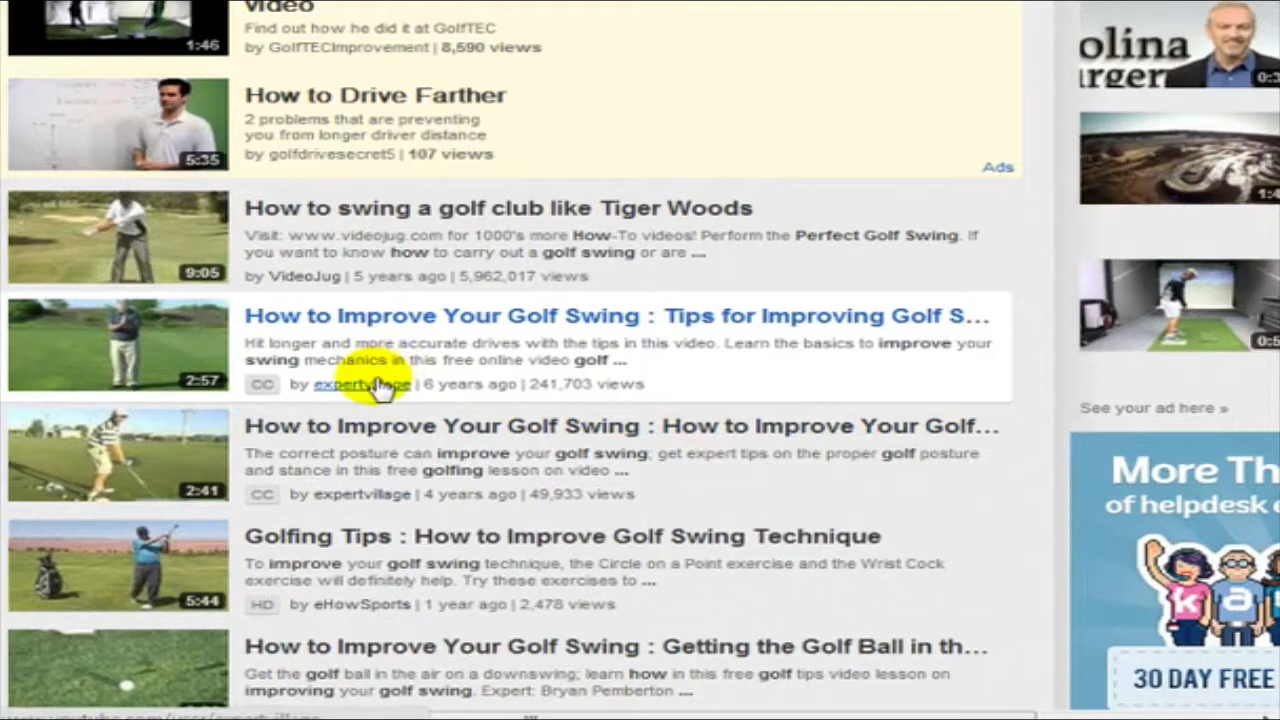 video
Find out how he did it at GolfTEC
by GolfTECImprovement | 8,590 views
1:46
How to Drive Farther
2 problems that are preventing
you from longer driver distance
by golfdrivesecret5 | 107 views
5:35
Ads
How to swing a golf club like Tiger Woods
Visit: www.videojug.com for 1000's more How-To videos! Perform the Perfect Golf Swing. If
you want to know how to carry out a golf swing or are ...
by VideoJug | 5 years ago | 5,962,017 views
9:05
How to Improve Your Golf Swing : Tips for Improving Golf S...
Hit longer and more accurate drives with the tips in this video. Learn the basics to improve your
swing mechanics in this free online video golf ...
CC by expertvillage | 6 years ago | 241,703 views
2:57
How to Improve Your Golf Swing : How to Improve Your Golf...
The correct posture can improve your golf swing; get expert tips on the proper golf posture
and stance in this free golfing lesson on video ...
CC by expertvillage | 4 years ago | 49,933 views
2:41
Golfing Tips : How to Improve Golf Swing Technique
To improve your golf swing technique, the Circle on a Point exercise and the Wrist Cock
exercise will definitely help. Try these exercises to ...
HD by eHowSports | 1 year ago | 2,478 views
5:44
How to Improve Your Golf Swing : Getting the Golf Ball in th...
Get the golf ball in the air on a downswing; learn how in this free golf tips video lesson on
improving your golf swing. Expert: Bryan Pemberton ...
olina
urger
0:3
1:4
0:5
See your ad here »
More Th
of helpdesk
k a
30 DAY FREE